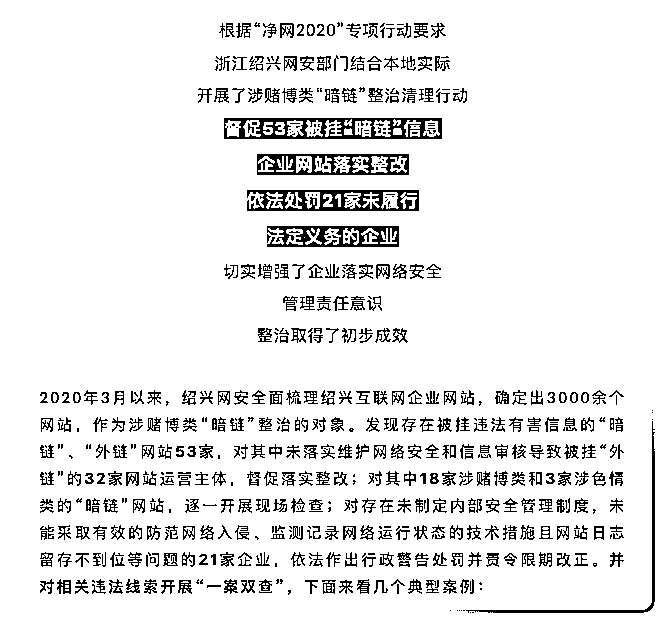 根据“净网2020”专项行动要求
浙江绍兴网安部门结合本地实际
开展了涉赌博类“暗链”整治清理行动
督促53家被挂“暗链”信息
企业网站落实整改
依法处罚21家未履行
法定义务的企业
切实增强了企业落实网络安全
管理责任意识
整治取得了初步成效
2020年3月以来，绍兴网安全面梳理绍兴互联网企业网站，确定出3000余个
网站，作为涉赌博类“暗链”整治的对象。发现存在被挂违法有害信息的“暗
链”、“外链”网站53家，对其中未落实维护网络安全和信息审核导致被挂“外
链”的32家网站运营主体，督促落实整改；对其中18家涉赌博类和3家涉色情
类的“暗链”网站，逐一开展现场检查；对存在未制定内部安全管理制度，未
能采取有效的防范网络入侵、监测记录网络运行状态的技术措施且网站日志
留存不到位等问题的21家企业，依法作出行政警告处罚并责令限期改正。并
对相关违法线索开展“一案双查”，下面来看几个典型案例：